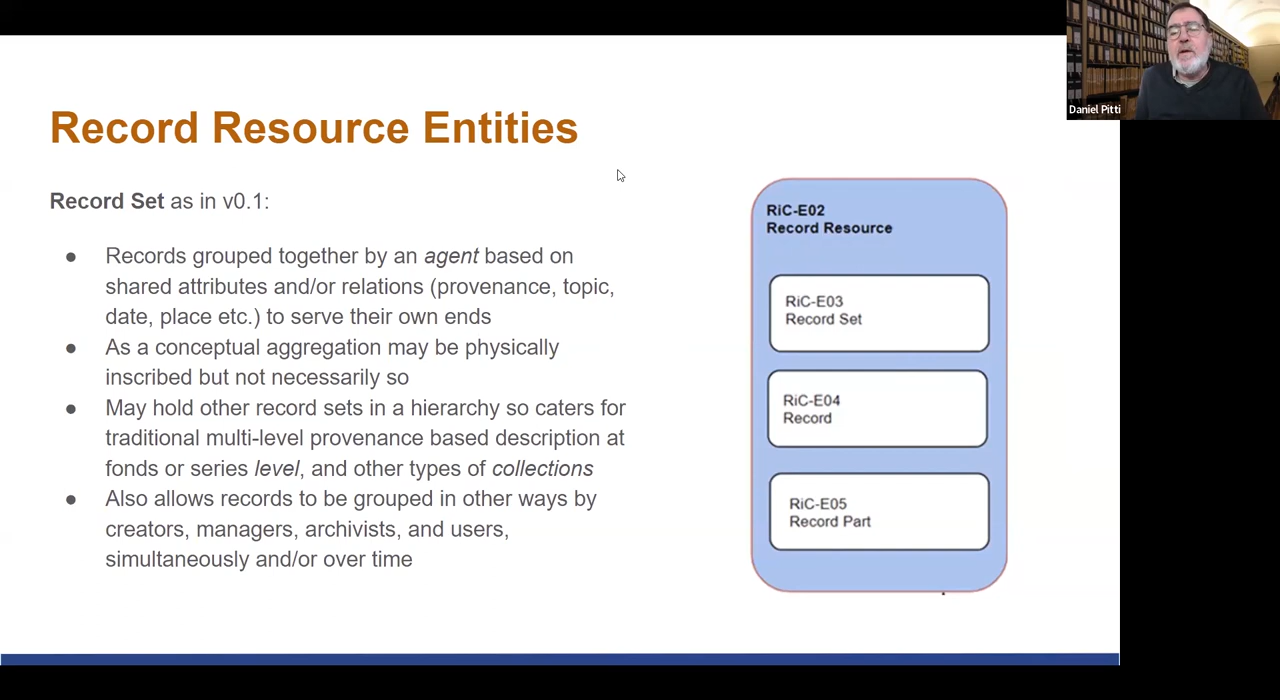 Daniel Pitti
Record Resource Entities
Record Set as in v0.1:
● Records grouped together by an agent based on
shared attributes and/or relations (provenance, topic,
date, place etc.) to serve their own ends
● As a conceptual aggregation may be physically
inscribed but not necessarily so
● May hold other record sets in a hierarchy so caters for
traditional multi-level provenance based description at
fonds or series level, and other types of collections
● Also allows records to be grouped in other ways by
creators, managers, archivists, and users,
simultaneously and/or over time
RiC-E02
Record Resource
RiC-E03
Record Set
RiC-E04
Record
RiC-E05
Record Part